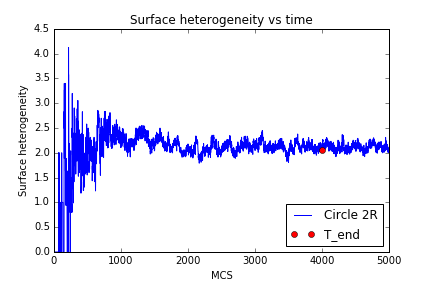 Surface heterogeneity vs time
Surface heterogeneity
4.5
4.0
3.5
3.0
2.5
2.0
1.5
1.0
0.5
0.0
0 1000 2000 3000 4000 5000
MCS
Circle 2R
T_end